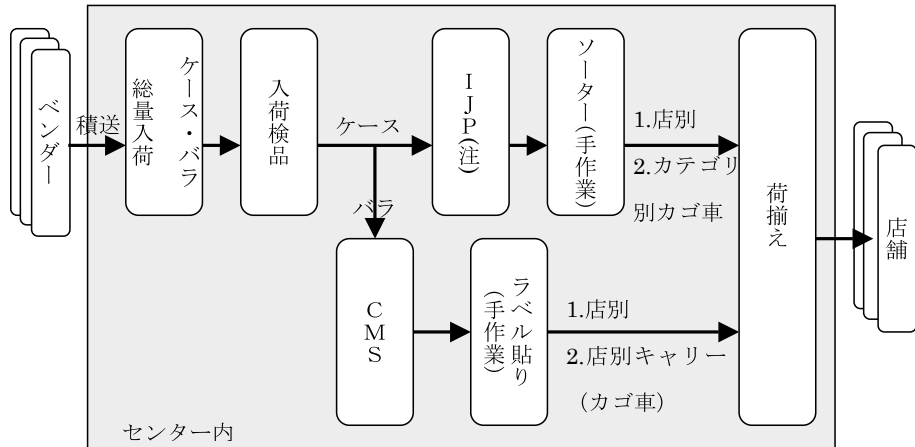 ベンダー
積送
総量入荷
ケース・バラ
入荷検品
ケース
バラ
IJP(注)
ソーター(手作業)
1.店別
2.カテゴリ
別カゴ車
CMS
ラベル貼り
(手作業)
1.店別
2.店別キャリー
（カゴ車）
荷揃え
店舗
センター内